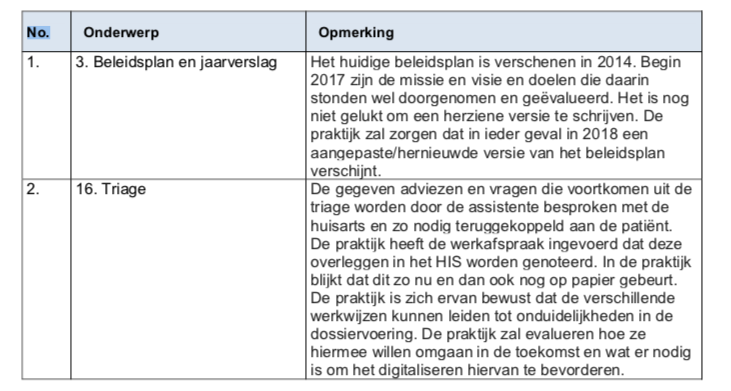 No. Onderwerp Opmerking
1. 3. Beleidsplan en jaarverslag Het huidige beleidsplan is verschenen in 2014. Begin
2017 zijn de missie en visie en doelen die daarin
stonden wel doorgenomen en geëvalueerd. Het is nog
niet gelukt om een herziene versie te schrijven. De
praktijk zal zorgen dat in ieder geval in 2018 een
aangepaste/hernieuwde versie van het beleidsplan
verschijnt.
2. 16. Triage De gegeven adviezen en vragen die voortkomen uit de
triage worden door de assistente besproken met de
huisarts en zo nodig teruggekoppeld aan de patiënt.
De praktijk heeft de werkafspraak ingevoerd dat deze
overleggen in het HIS worden genoteerd. In de praktijk
blijkt dat dit zo nu en dan ook nog op papier gebeurt.
De praktijk is zich ervan bewust dat de verschillende
werkwijzen kunnen leiden tot onduidelijkheden in de
dossiervoering. De praktijk zal evalueren hoe ze
hiermee willen omgaan in de toekomst en wat er nodig
is om het digitaliseren hiervan te bevorderen.